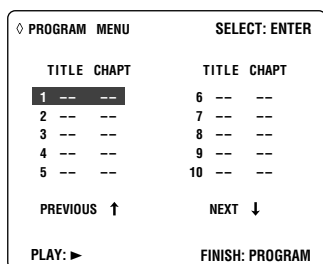 ◊ PROGRAM MENU SELECT: ENTER
TITLE CHAPT TITLE CHAPT
1 –– –– 6 –– ––
2 –– –– 7 –– ––
3 –– –– 8 –– ––
4 –– –– 9 –– ––
5 –– –– 10 –– ––
PREVIOUS ↑ NEXT ↓
PLAY: ► FINISH: PROGRAM